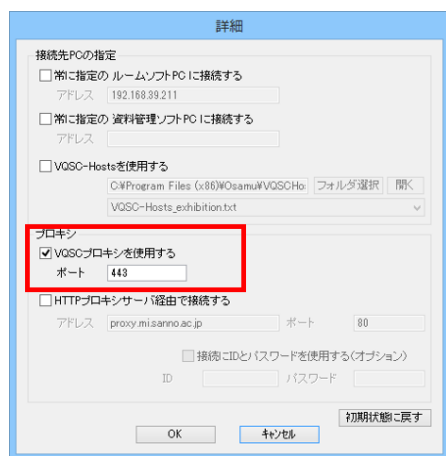 詳細
接続先PCの指定
常に指定の ルームソフトPC に接続する
アドレス 192.168.39.211
常に指定の 資料管理ソフトPC に接続する
アドレス
VQSC-Hostsを使用する
C:¥Program Files (x86)¥Osamu¥VQSCHo: フォルダ選択 開く
VQSC-Hosts_exhibition.txt
プロキシ
VQSCプロキシを使用する
ポート 443
HTTPプロキシサーバ経由で接続する
アドレス proxy.mi.sanno.ac.jp ポート 80
接続にIDとパスワードを使用する(オプション)
ID パスワード
初期状態に戻す
OK キャンセル